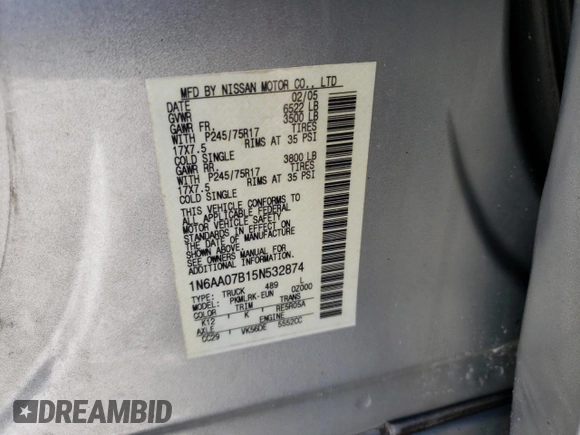 MFD BY NISSAN MOTOR CO., LTD
DATE 02/05
GVWR 6522 LB
GAWR FR. 3500 LB
WITH P245/75R17 TIRES
17X7.5 RIMS AT 35 PSI
COLD SINGLE
GAWR RR. 3800 LB
WITH P245/75R17 TIRES
17X7.5 RIMS AT 35 PSI
COLD SINGLE
THIS VEHICLE CONFORMS TO
ALL APPLICABLE FEDERAL
MOTOR VEHICLE SAFETY
STANDARDS IN EFFECT ON
THE DATE OF MANUFACTURE
SHOWN ABOVE.
SEE OWNERS MANUAL FOR
ADDITIONAL INFORMATION
1N6AA07B15N532874
TYPE: TRUCK 489 L
MODEL: PKMLRK-EUN 0Z000
COLOR TRIM TRANS
K12 K RE5R05A
AXLE ENGINE
CC29 VK56DE 5552CC
DREAMBID